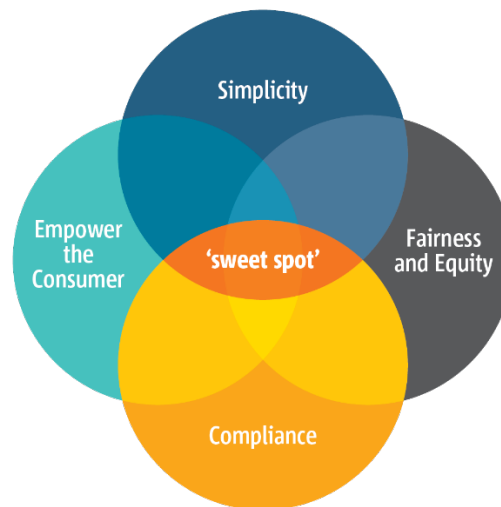 Simplicity
Empower
the
Consumer
'sweet spot'
Fairness
and Equity
Compliance